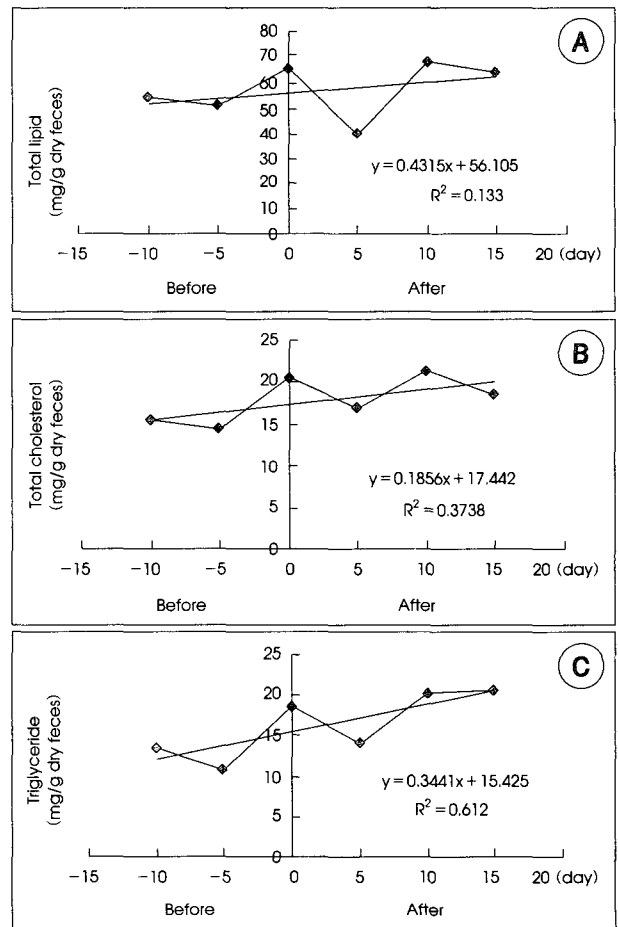 A
80
70
60
50
40
30
20
10
0
Total lipid
(mg/g dry feces)
y=0.4315x+56.105
R²=0.133
−15 −10 −5 0 5 10 15 20 (day)
Before After
B
25
20
15
10
5
0
Total cholesterol
(mg/g dry feces)
y=0.1856x+17.442
R²=0.3738
−15 −10 −5 0 5 10 15 20 (day)
Before After
C
25
20
15
10
5
0
Triglyceride
(mg/g dry feces)
y=0.3441x+15.425
R²=0.612
−15 −10 −5 0 5 10 15 20 (day)
Before After